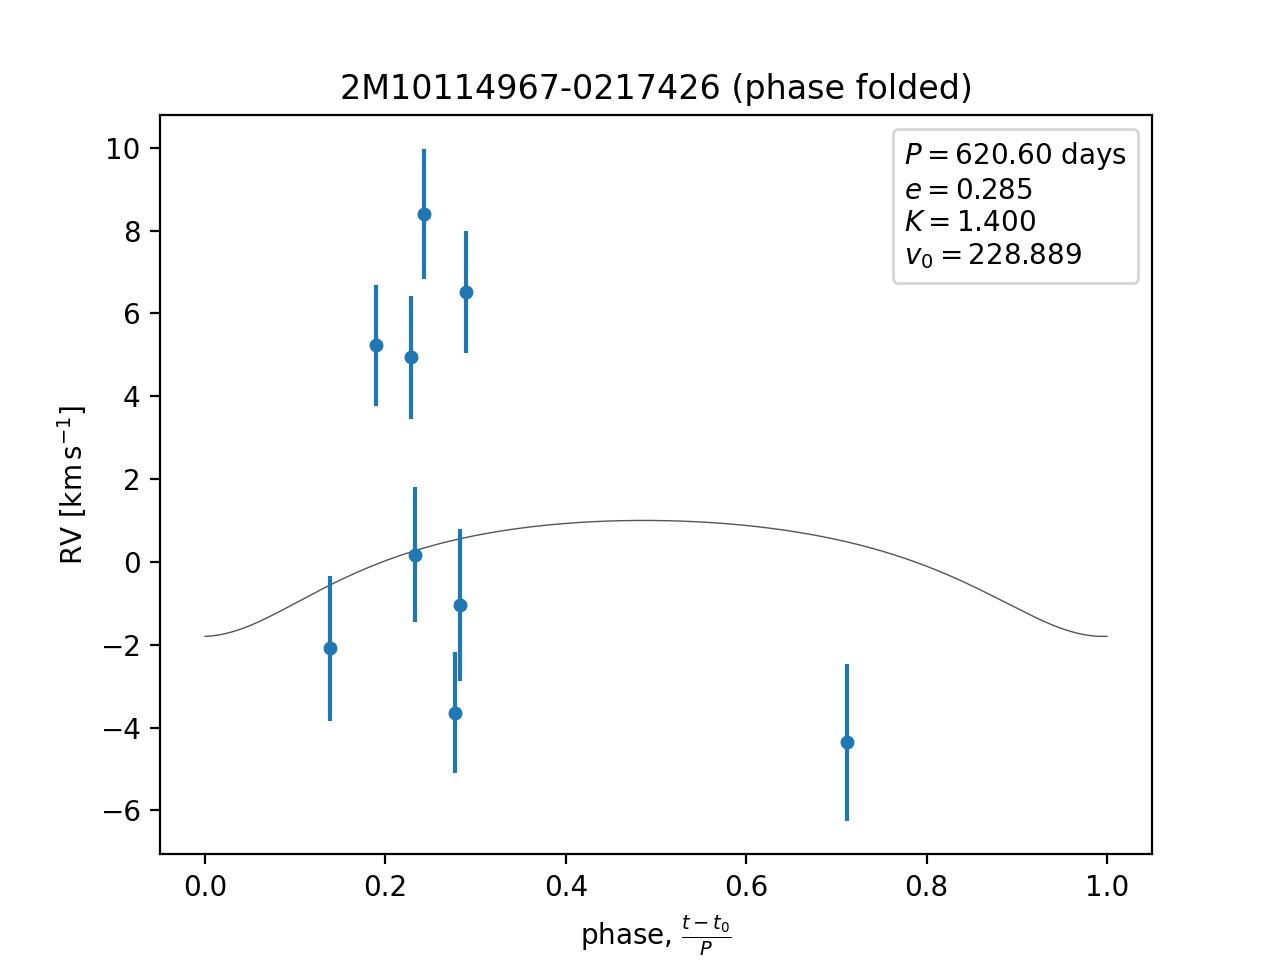 2M10114967-0217426 (phase folded)
P = 620.60 days
e = 0.285
K = 1.400
v₀ = 228.889
10
8
6
4
2
0
−2
−4
−6
RV [km s⁻¹]
0.0 0.2 0.4 0.6 0.8 1.0
phase, (t − t₀)/P